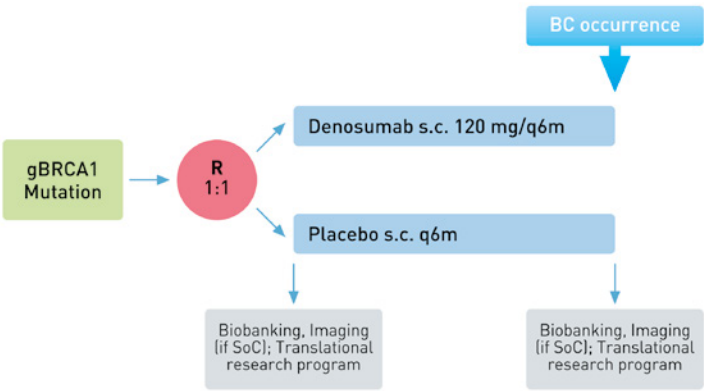 BC occurrence
Denosumab s.c. 120 mg/q6m
gBRCA1
Mutation
R
1:1
Placebo s.c. q6m
Biobanking, Imaging
(if SoC); Translational
research program
Biobanking, Imaging
(if SoC); Translational
research program